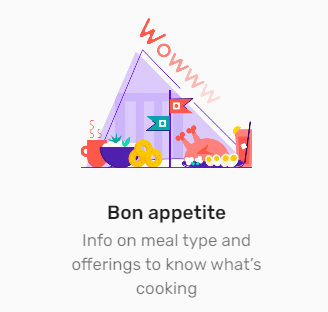 Wowwww
Bon appetite
Info on meal type and
offerings to know what's
cooking